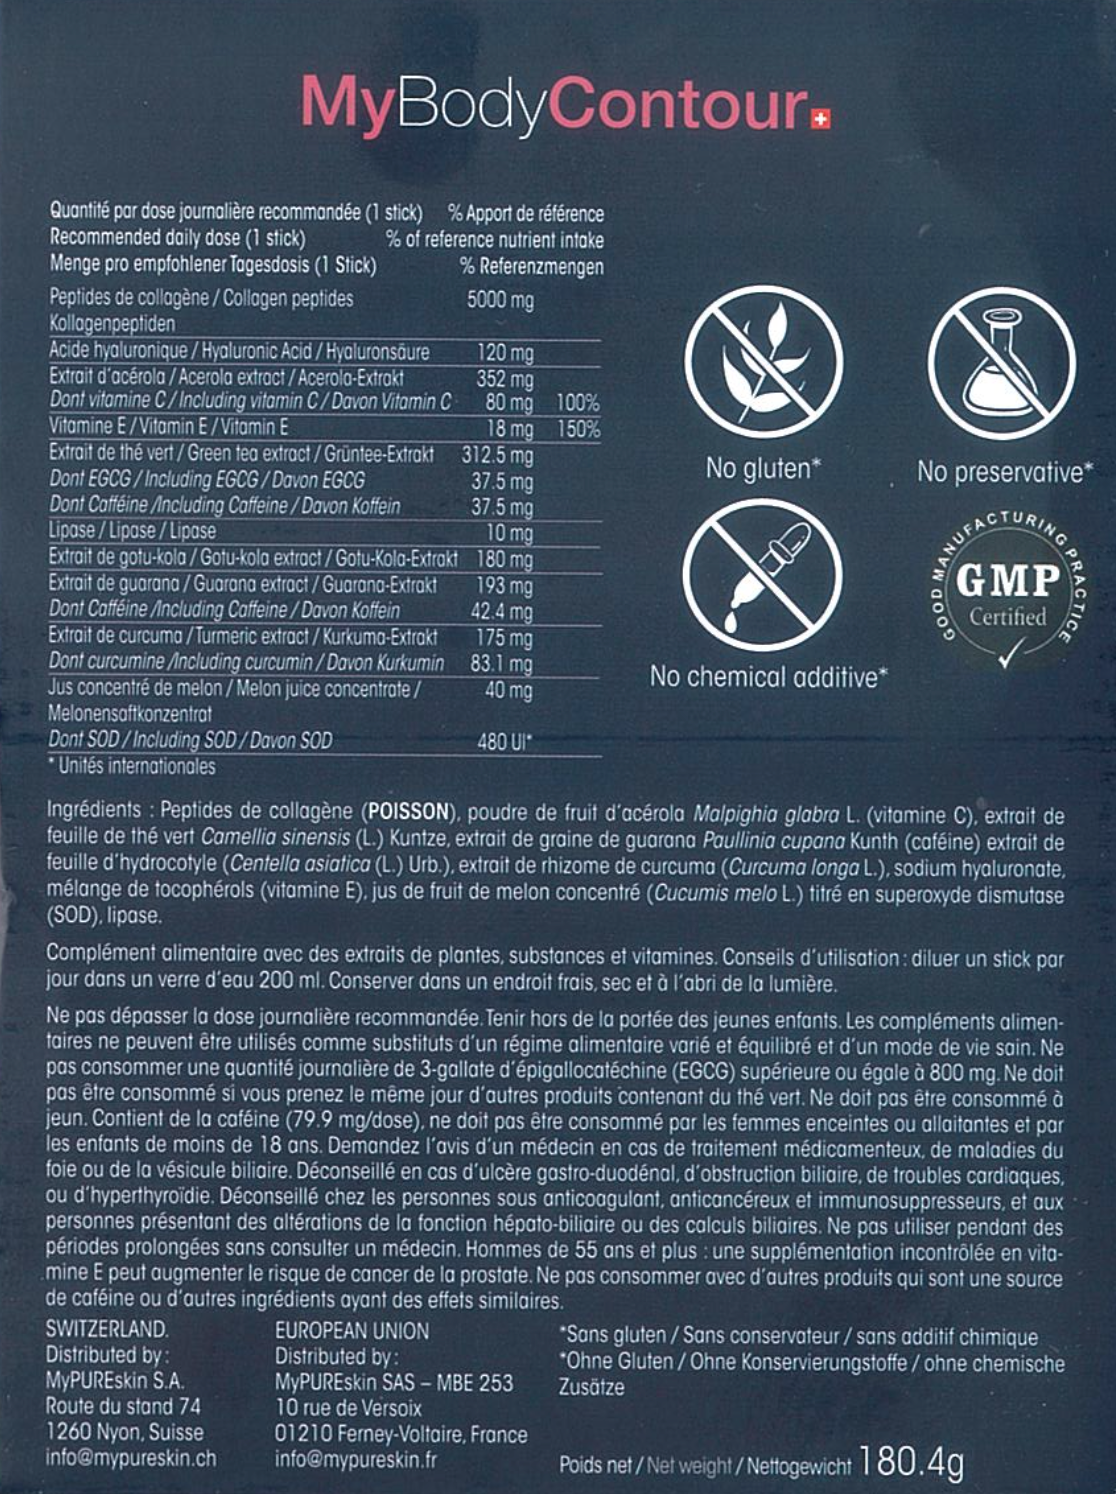 MyBodyContour
Quantité par dose journalière recommandée (1 stick) % Apport de référence
Recommended daily dose (1 stick) % of reference nutrient intake
Menge pro empfohlener Tagesdosis (1 Stick) % Referenzmengen
Peptides de collagène / Collagen peptides 5000 mg
Kollagenpeptiden
Acide hyaluronique / Hyaluronic Acid / Hyaluronsäure 120 mg
Extrait d'acérola / Acerola extract / Acerola-Extrakt 352 mg
Dont vitamine C / Including vitamin C / Davon Vitamin C 80 mg 100%
Vitamine E / Vitamin E / Vitamin E 18 mg 150%
Extrait de thé vert / Green tea extract / Grüntee-Extrakt 312.5 mg
Dont EGCG / Including EGCG / Davon EGCG 37.5 mg
Dont Cafféine /Including Caffeine / Davon Koffein 37.5 mg
Lipase / Lipase / Lipase 10 mg
Extrait de gotu-kola / Gotu-kola extract / Gotu-Kola-Extrakt 180 mg
Extrait de guarana / Guarana extract / Guarana-Extrakt 193 mg
Dont Cafféine /Including Caffeine / Davon Koffein 42.4 mg
Extrait de curcuma / Turmeric extract / Kurkuma-Extrakt 175 mg
Dont curcumine /Including curcumin / Davon Kurkumin 83.1 mg
Jus concentré de melon / Melon juice concentrate / 40 mg
Melonensaftkonzentrat
Dont SOD / Including SOD / Davon SOD 480 UI*
* Unités internationales
No gluten*
No preservative*
No chemical additive*
GOOD MANUFACTURING PRACTICE
GMP
Certified
Ingrédients : Peptides de collagène (POISSON), poudre de fruit d'acérola Malpighia glabra L. (vitamine C), extrait de
feuille de thé vert Camellia sinensis (L.) Kuntze, extrait de graine de guarana Paullinia cupana Kunth (caféine) extrait de
feuille d'hydrocotyle (Centella asiatica (L.) Urb.), extrait de rhizome de curcuma (Curcuma longa L.), sodium hyaluronate,
mélange de tocophérols (vitamine E), jus de fruit de melon concentré (Cucumis melo L.) titré en superoxyde dismutase
(SOD), lipase.
Complément alimentaire avec des extraits de plantes, substances et vitamines. Conseils d'utilisation : diluer un stick par
jour dans un verre d'eau 200 ml. Conserver dans un endroit frais, sec et à l'abri de la lumière.
Ne pas dépasser la dose journalière recommandée. Tenir hors de la portée des jeunes enfants. Les compléments alimen-
taires ne peuvent être utilisés comme substituts d'un régime alimentaire varié et équilibré et d'un mode de vie sain. Ne
pas consommer une quantité journalière de 3-gallate d'épigallocatéchine (EGCG) supérieure ou égale à 800 mg. Ne doit
pas être consommé si vous prenez le même jour d'autres produits contenant du thé vert. Ne doit pas être consommé à
jeun. Contient de la caféine (79.9 mg/dose), ne doit pas être consommé par les femmes enceintes ou allaitantes et par
les enfants de moins de 18 ans. Demandez l'avis d'un médecin en cas de traitement médicamenteux, de maladies du
foie ou de la vésicule biliaire. Déconseillé en cas d'ulcère gastro-duodénal, d'obstruction biliaire, de troubles cardiaques,
ou d'hyperthyroïdie. Déconseillé chez les personnes sous anticoagulant, anticancéreux et immunosuppresseurs, et aux
personnes présentant des altérations de la fonction hépato-biliaire ou des calculs biliaires. Ne pas utiliser pendant des
périodes prolongées sans consulter un médecin. Hommes de 55 ans et plus : une supplémentation incontrôlée en vita-
mine E peut augmenter le risque de cancer de la prostate. Ne pas consommer avec d'autres produits qui sont une source
de caféine ou d'autres ingrédients ayant des effets similaires.
SWITZERLAND.
Distributed by :
MyPUREskin S.A.
Route du stand 74
1260 Nyon, Suisse
info@mypureskin.ch
EUROPEAN UNION
Distributed by :
MyPUREskin SAS – MBE 253
10 rue de Versoix
01210 Ferney-Voltaire, France
info@mypureskin.fr
*Sans gluten / Sans conservateur / sans additif chimique
*Ohne Gluten / Ohne Konservierungstoffe / ohne chemische
Zusätze
Poids net / Net weight / Nettogewicht 180.4g